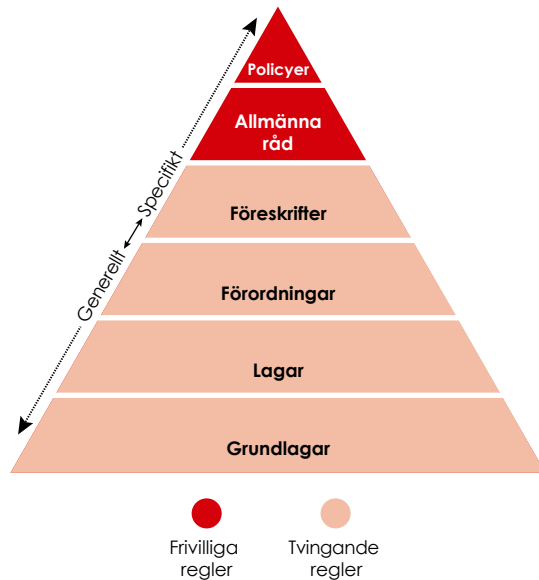 Policyer
Allmänna
råd
Specifikt
Föreskrifter
Generellt
Förordningar
Lagar
Grundlagar
Frivilliga
regler
Tvingande
regler